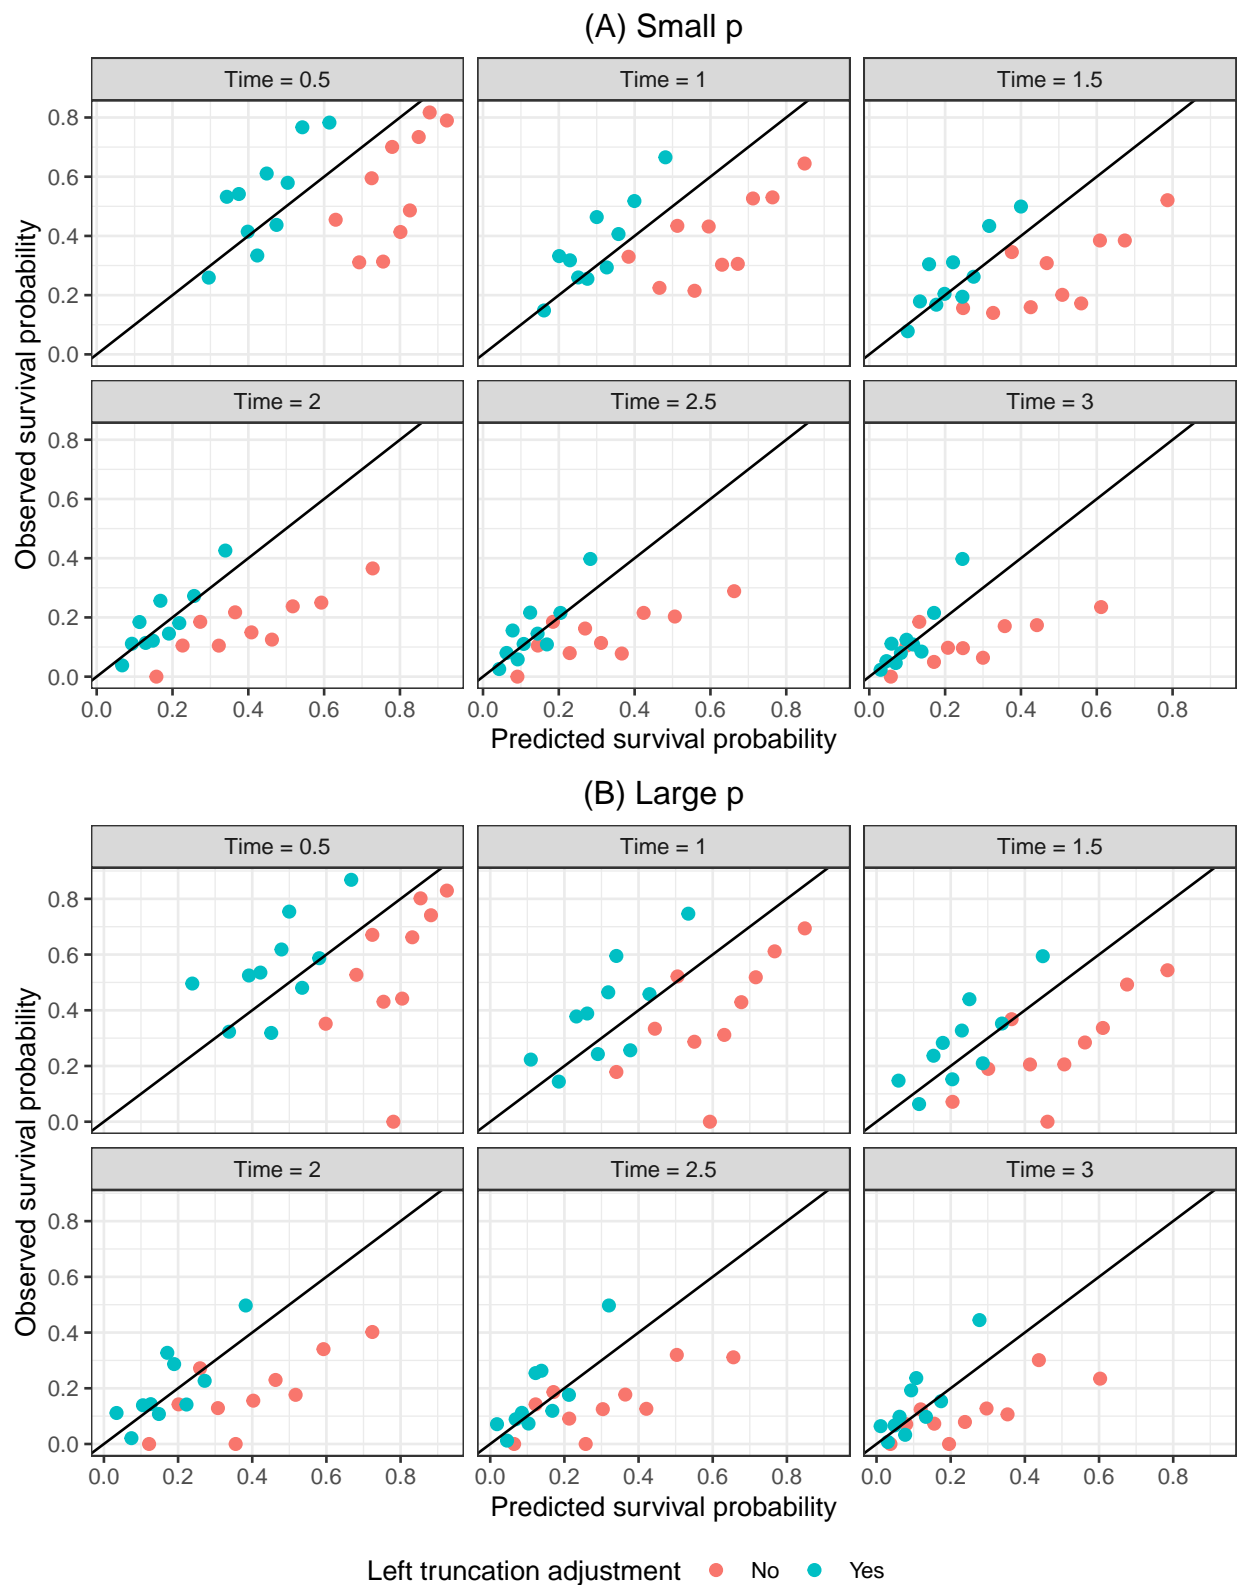 (A) Small p
Time = 0.5
Time = 1
Time = 1.5
0.8
0.6
0.4
0.2
0.0
Time = 2
Time = 2.5
Time = 3
0.8
0.6
0.4
0.2
0.0
Observed survival probability
0.0 0.2 0.4 0.6 0.8
0.0 0.2 0.4 0.6 0.8
0.0 0.2 0.4 0.6 0.8
Predicted survival probability
(B) Large p
Time = 0.5
Time = 1
Time = 1.5
0.8
0.6
0.4
0.2
0.0
Time = 2
Time = 2.5
Time = 3
0.8
0.6
0.4
0.2
0.0
Observed survival probability
0.0 0.2 0.4 0.6 0.8
0.0 0.2 0.4 0.6 0.8
0.0 0.2 0.4 0.6 0.8
Predicted survival probability
Left truncation adjustment No Yes